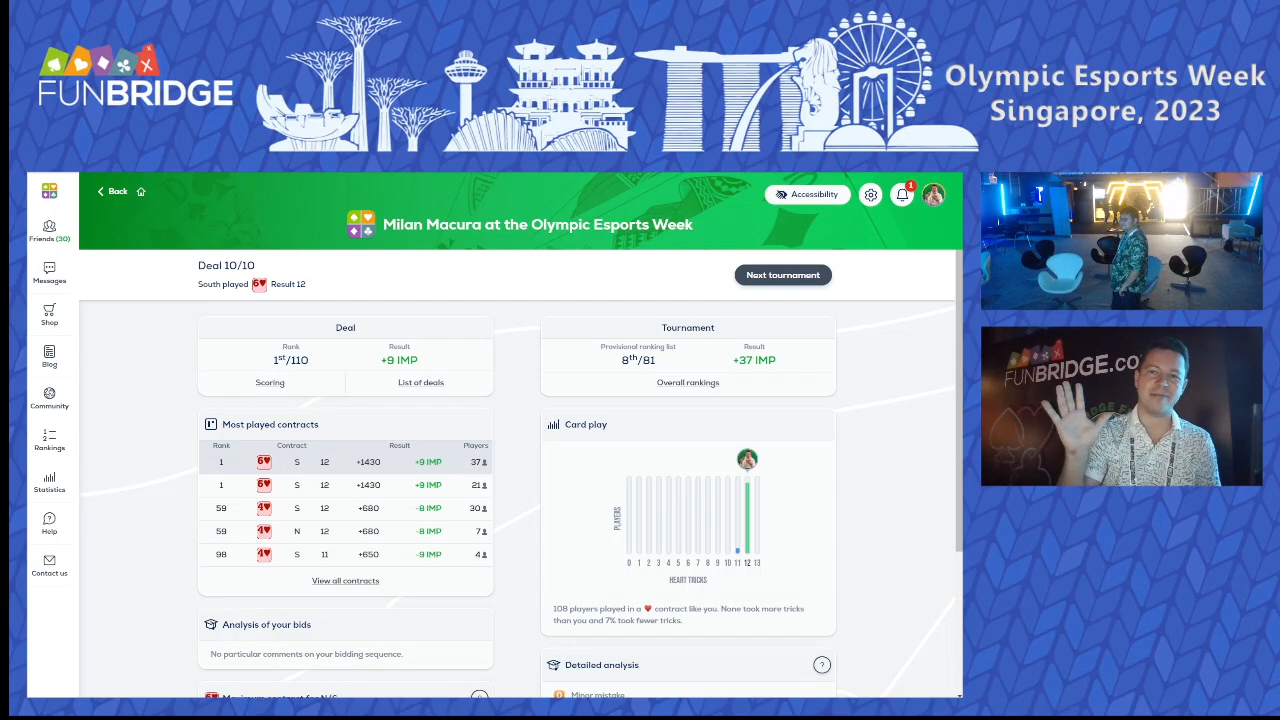 FUNBRIDGE
Olympic Esports Week
Singapore, 2023
Back
Accessibility
1
Milan Macura at the Olympic Esports Week
Friends (30)
Messages
Shop
Blog
Community
Rankings
Statistics
Help
Contact us
Deal 10/10
South played 6♥ Result 12
Next tournament
Deal
Rank Result
1st/110 +9 IMP
Scoring List of deals
Tournament
Provisional ranking list Result
8th/81 +37 IMP
Overall rankings
Most played contracts
Rank Contract Result Players
1 6♥ S 12 +1430 +9 IMP 37
1 6♥ S 12 +1430 +9 IMP 21
59 4♥ S 12 +680 -8 IMP 30
59 4♥ N 12 +680 -8 IMP 7
98 4♥ S 11 +650 -9 IMP 4
View all contracts
Card play
PLAYERS
0 1 2 3 4 5 6 7 8 9 10 11 12 13
HEART TRICKS
108 players played in a ♥ contract like you. None took more tricks
than you and 7% took fewer tricks.
Analysis of your bids
No particular comments on your bidding sequence.
Detailed analysis
?
Minor mistake
Maximum contract for N/S
FUNBRIDGE.co